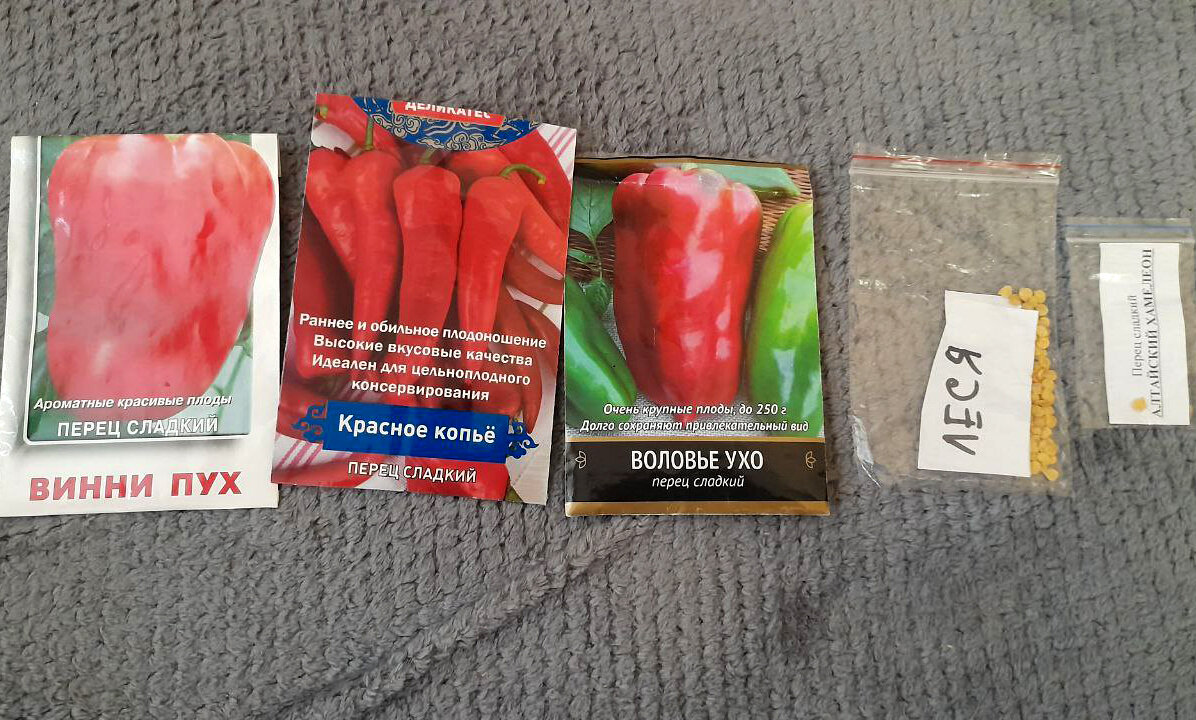 Ароматные красивые плоды
ПЕРЕЦ СЛАДКИЙ
ВИННИ ПУХ
ДЕЛИКАТЕС
Раннее и обильное плодоношение
Высокие вкусовые качества
Идеален для цельноплодного
консервирования
Красное копьё
ПЕРЕЦ СЛАДКИЙ
Очень крупные плоды, до 250 г
Долго сохраняют привлекательный вид
ВОЛОВЬЕ УХО
перец сладкий
ЛЕСЯ
Перец сладкий
АЛТАЙСКИЙ ХАМЕЛЕОН